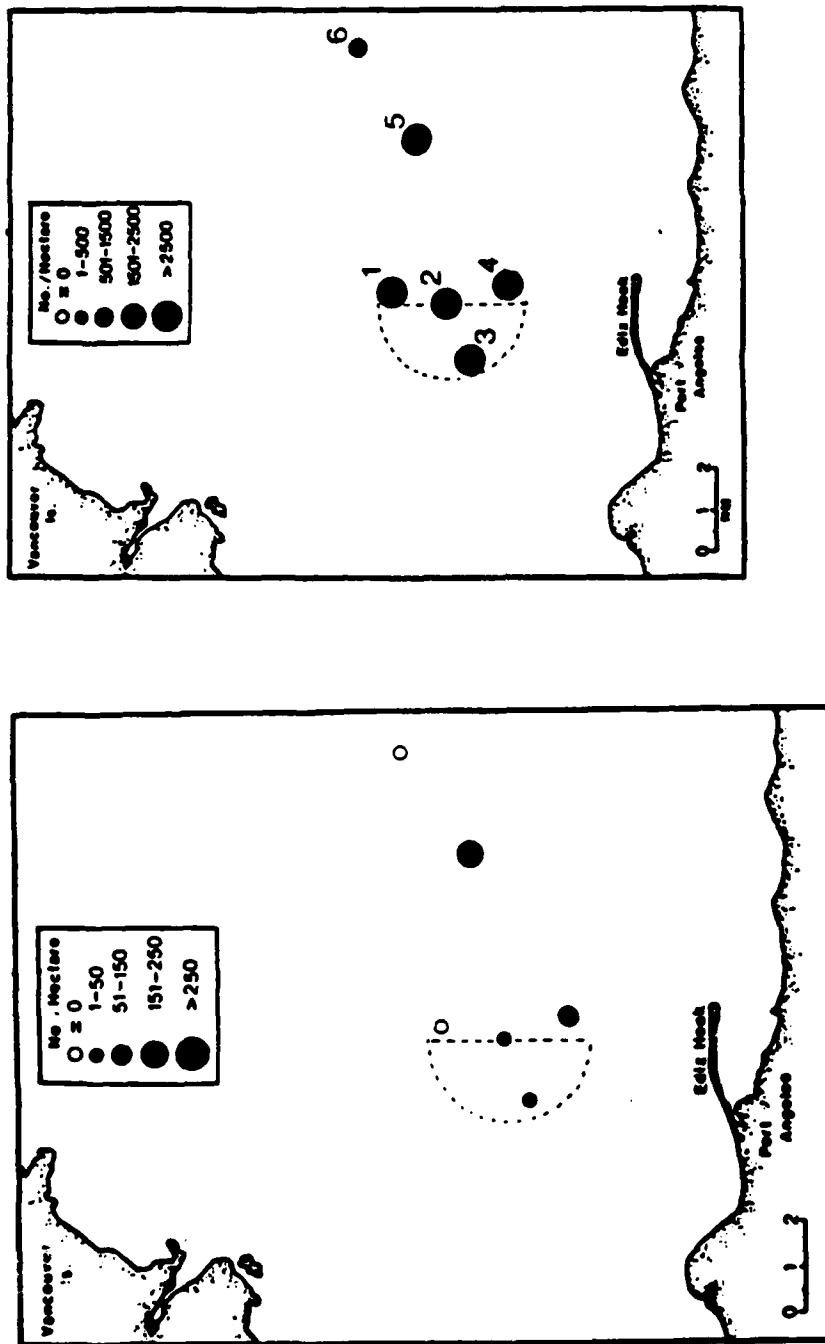 Vancouver
Is.
No./Hectare
= 0
1-500
501-1500
1501-2500
>2500
1
2
3
4
5
6
Ediz Hook
Port
Angeles
0 1 2
Vancouver
Is.
No./Hectare
= 0
1-50
51-150
151-250
>250
Ediz Hook
Port
Angeles
0 1 2